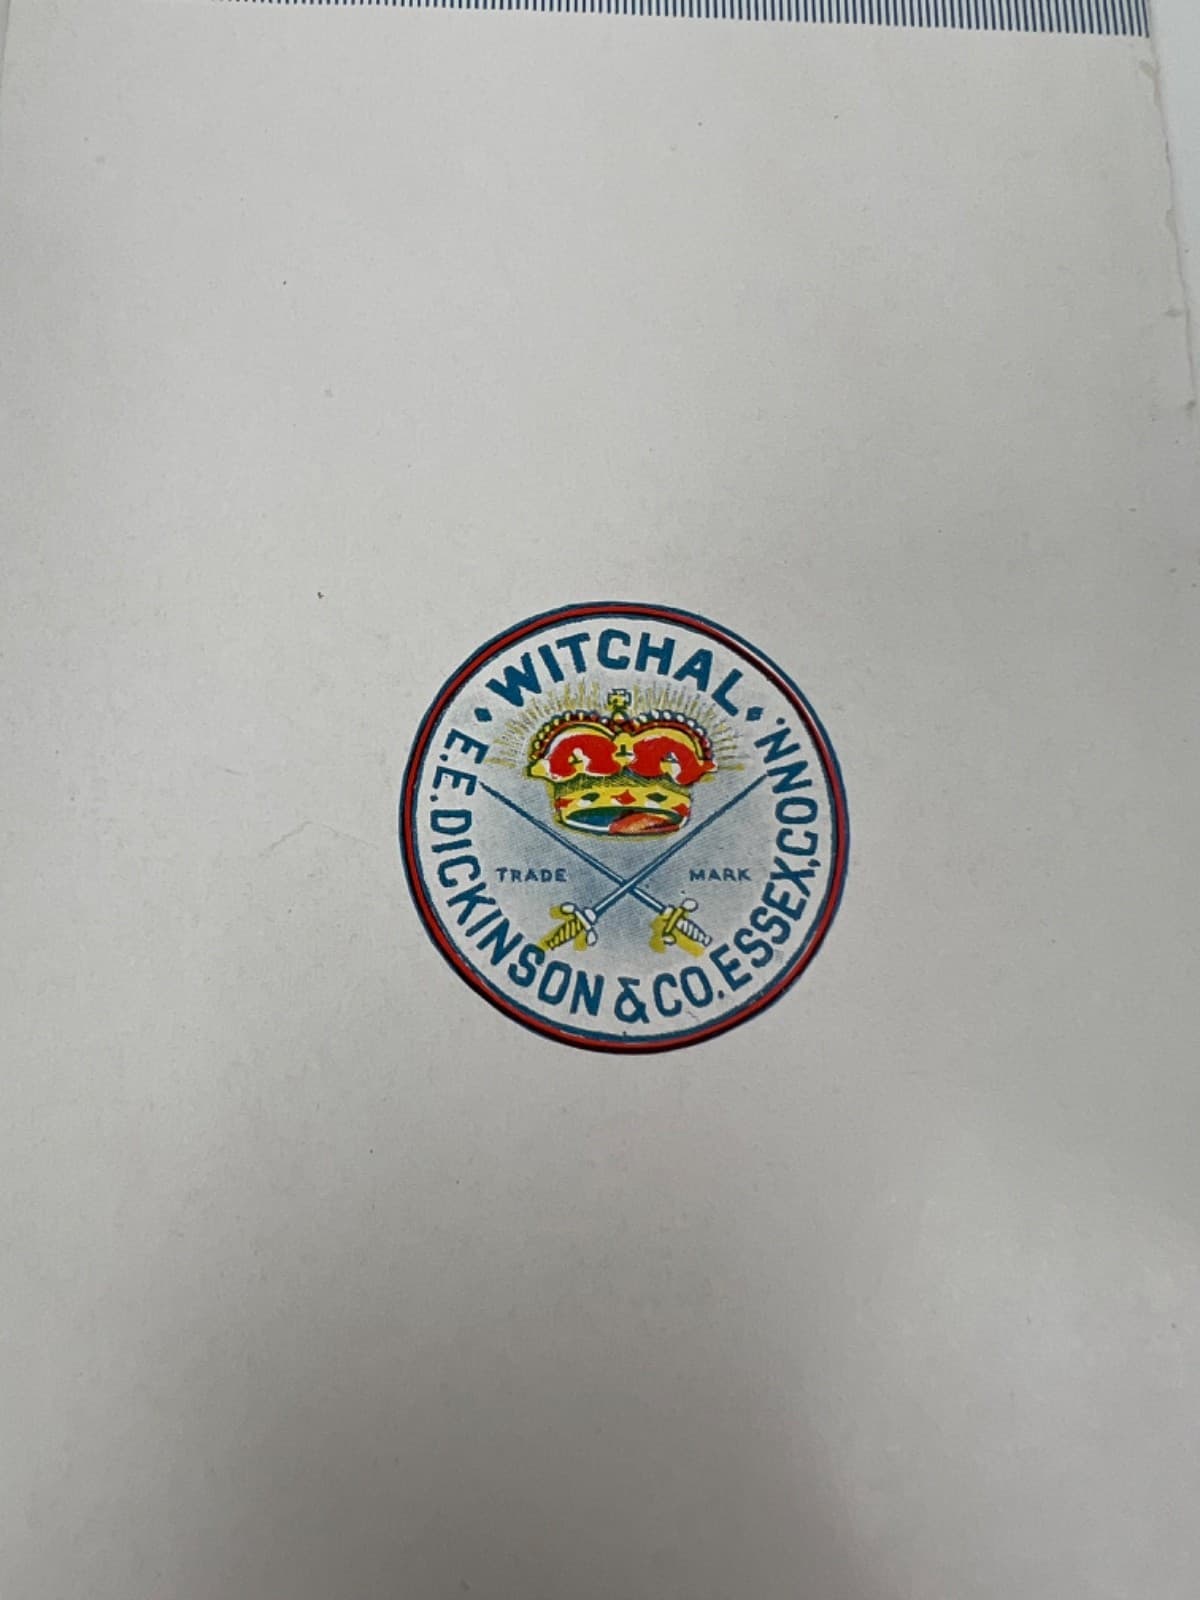 WITCHAL
TRADE MARK
E.E.DICKINSON & CO. ESSEX, CONN.